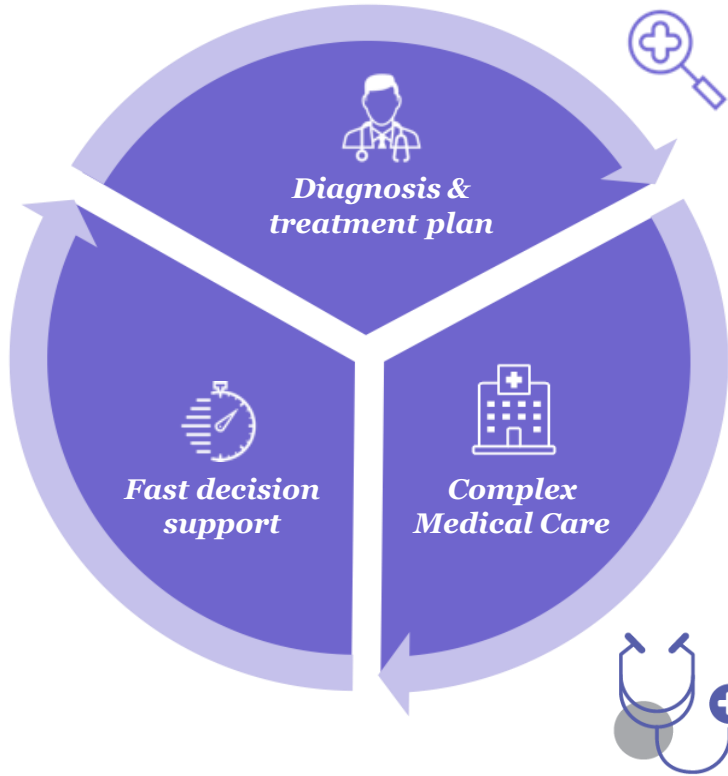 Diagnosis &
treatment plan
Fast decision
support
Complex
Medical Care